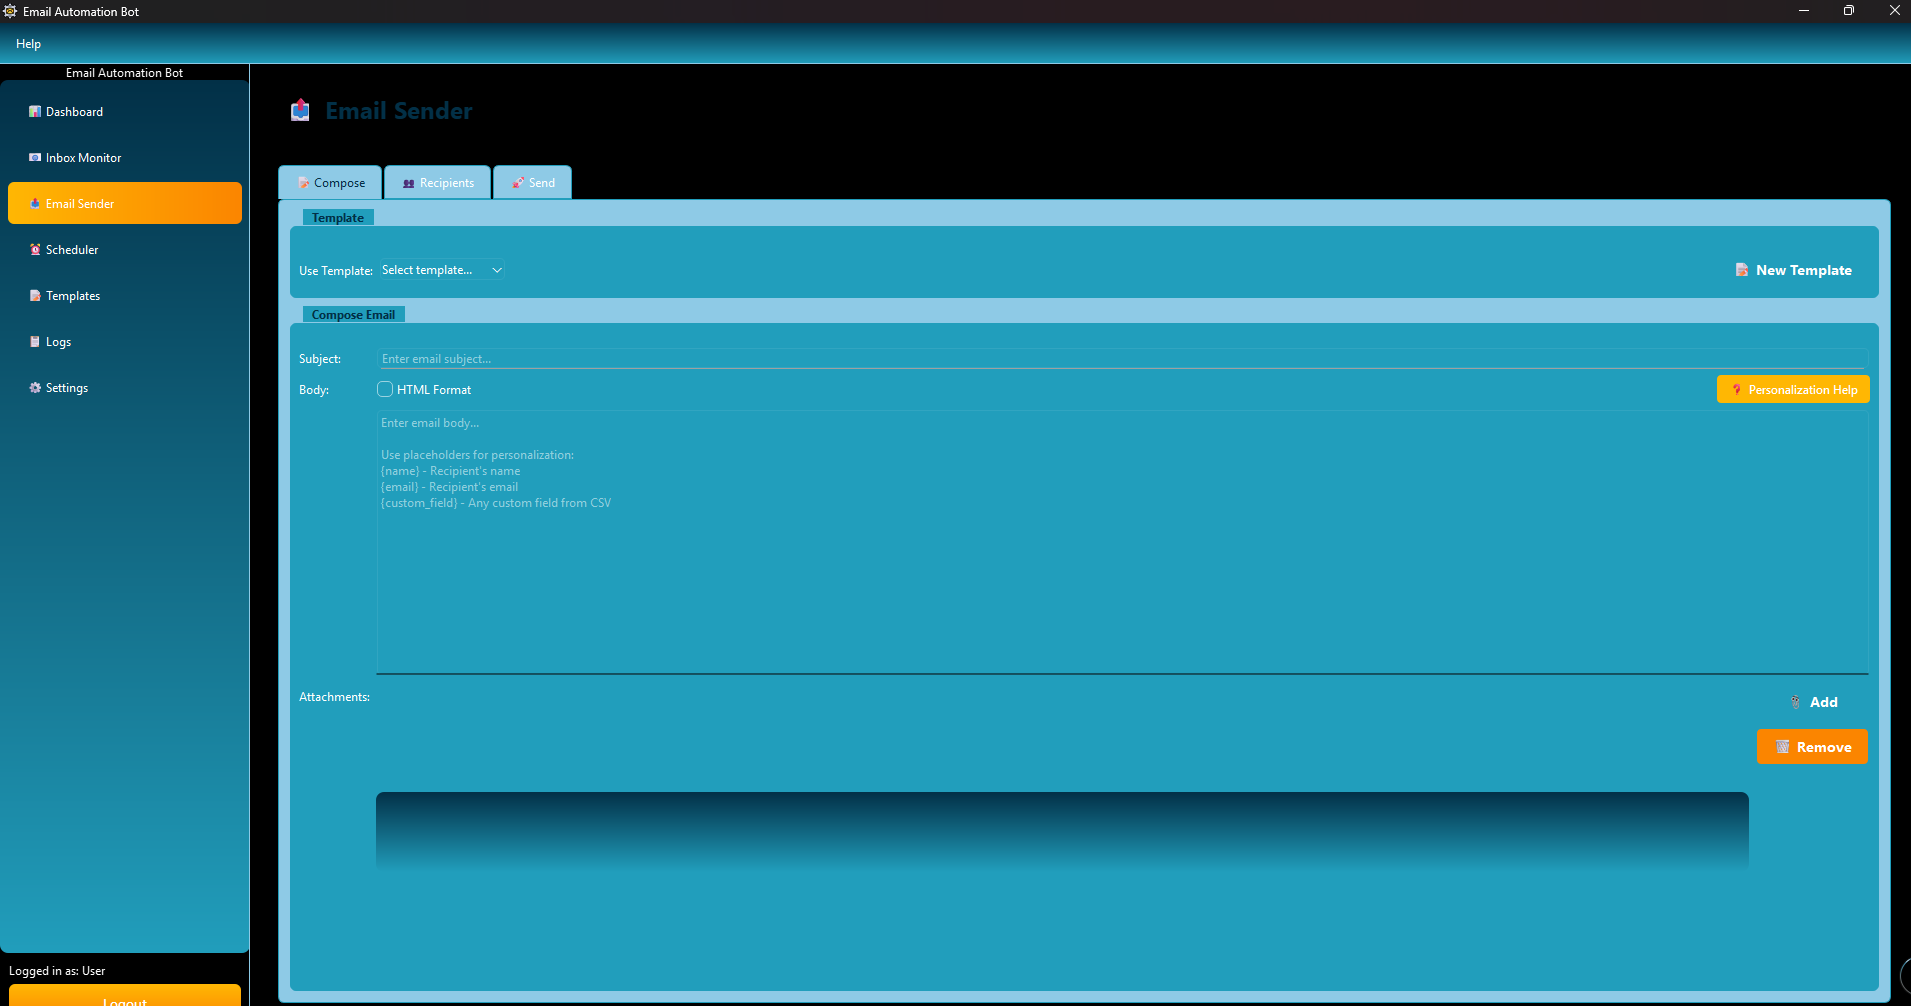 Email Automation Bot
Help
Email Automation Bot
Dashboard
Inbox Monitor
Email Sender
Scheduler
Templates
Logs
Settings
Logged in as: User
Logout
Email Sender
Compose
Recipients
Send
Template
Use Template: Select template...
New Template
Compose Email
Subject: Enter email subject...
Body: HTML Format
Personalization Help
Enter email body...
Use placeholders for personalization:
{name} - Recipient's name
{email} - Recipient's email
{custom_field} - Any custom field from CSV
Attachments:
Add
Remove